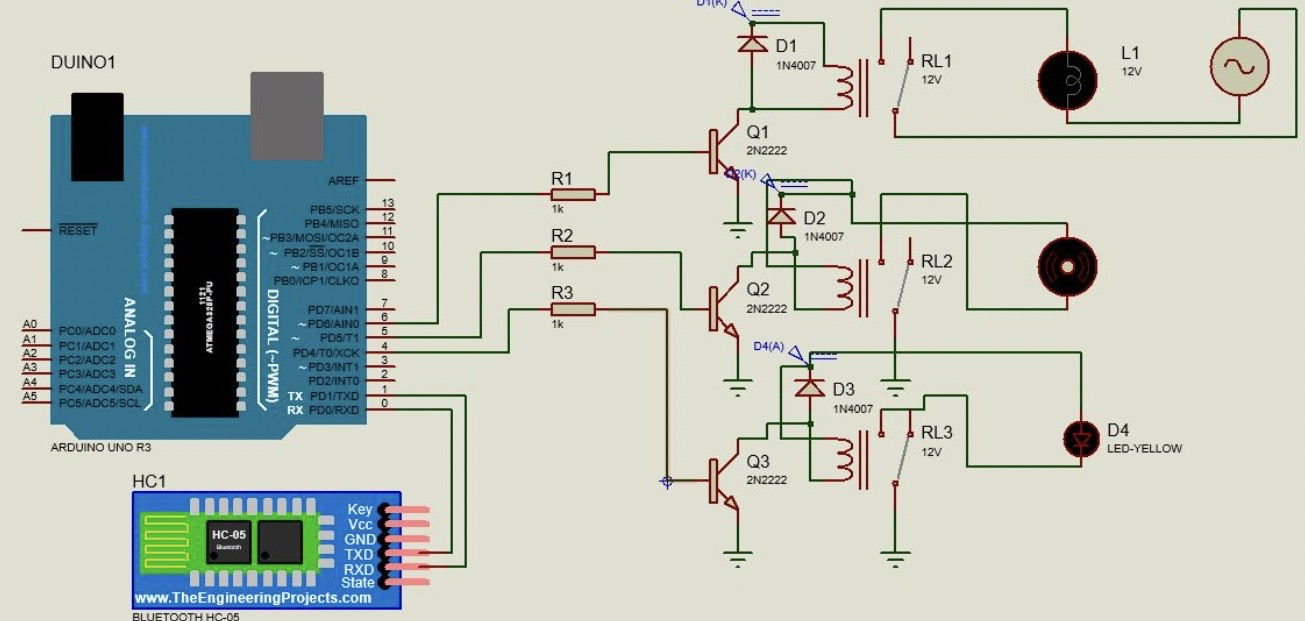 DUINO1
AREF
RESET
PB5/SCK 13
PB4/MISO 12
~PB3/MOSI/OC2A 11
~ PB2/SS/OC1B 10
~ PB1/OC1A 9
PB0/ICP1/CLKO 8
PD7/AIN1 7
~PD6/AIN0 6
~ PD5/T1 5
PD4/T0/XCK 4
~PD3/INT1 3
PD2/INT0 2
TX PD1/TXD 1
RX PD0/RXD 0
A0 PC0/ADC0
A1 PC1/ADC1
A2 PC2/ADC2
A3 PC3/ADC3
A4 PC4/ADC4/SDA
A5 PC5/ADC5/SCL
ANALOG IN
1121
ATMEGA328P-PU
DIGITAL (~PWM)
ARDUINO UNO R3
HC1
HC-05
Bluetooth
Key
Vcc
GND
TXD
RXD
State
www.TheEngineeringProjects.com
BLUETOOTH HC-05
R1
1k
R2
1k
R3
1k
D1(K)
D1
1N4007
RL1
12V
L1
12V
Q1
2N2222
D2(K)
D2
1N4007
RL2
12V
Q2
2N2222
D4(A)
D3
1N4007
RL3
12V
D4
LED-YELLOW
Q3
2N2222